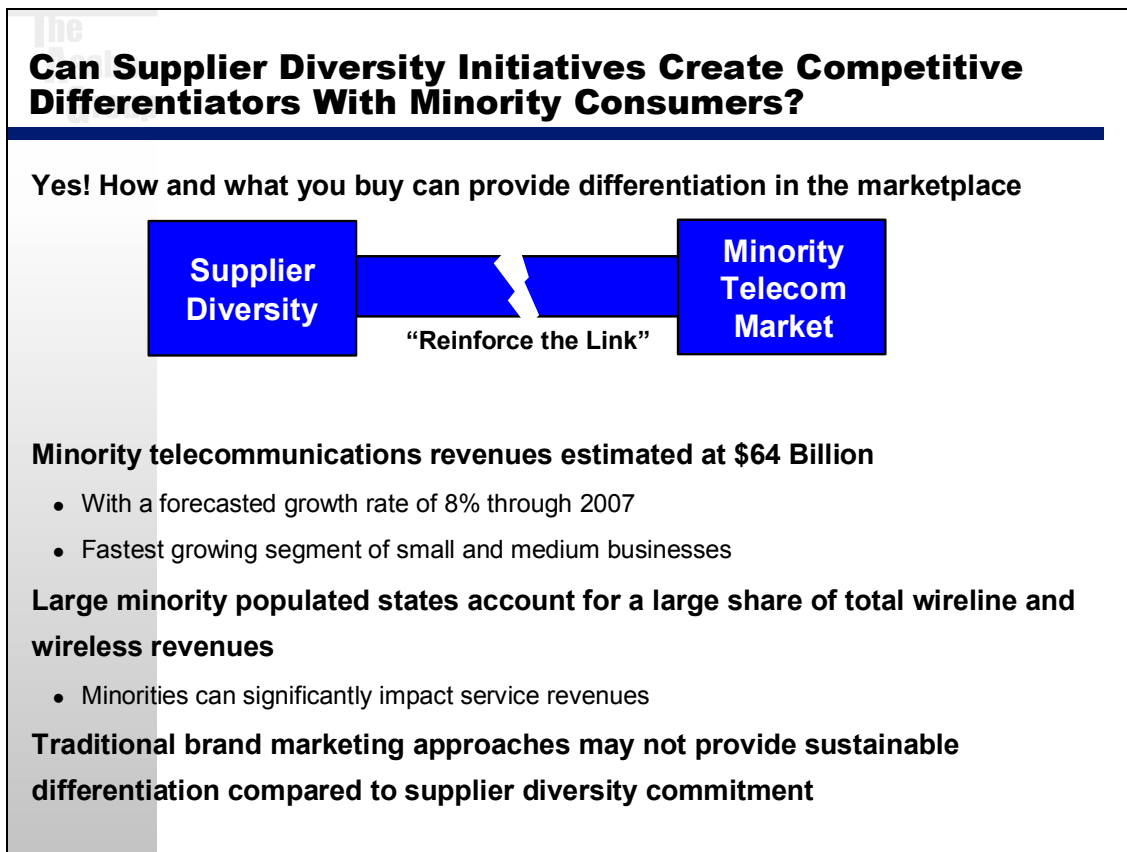 The
Group
Can Supplier Diversity Initiatives Create Competitive
Differentiators With Minority Consumers?
Yes! How and what you buy can provide differentiation in the marketplace
Supplier
Diversity
Minority
Telecom
Market
“Reinforce the Link”
Minority telecommunications revenues estimated at $64 Billion
● With a forecasted growth rate of 8% through 2007
● Fastest growing segment of small and medium businesses
Large minority populated states account for a large share of total wireline and
wireless revenues
● Minorities can significantly impact service revenues
Traditional brand marketing approaches may not provide sustainable
differentiation compared to supplier diversity commitment